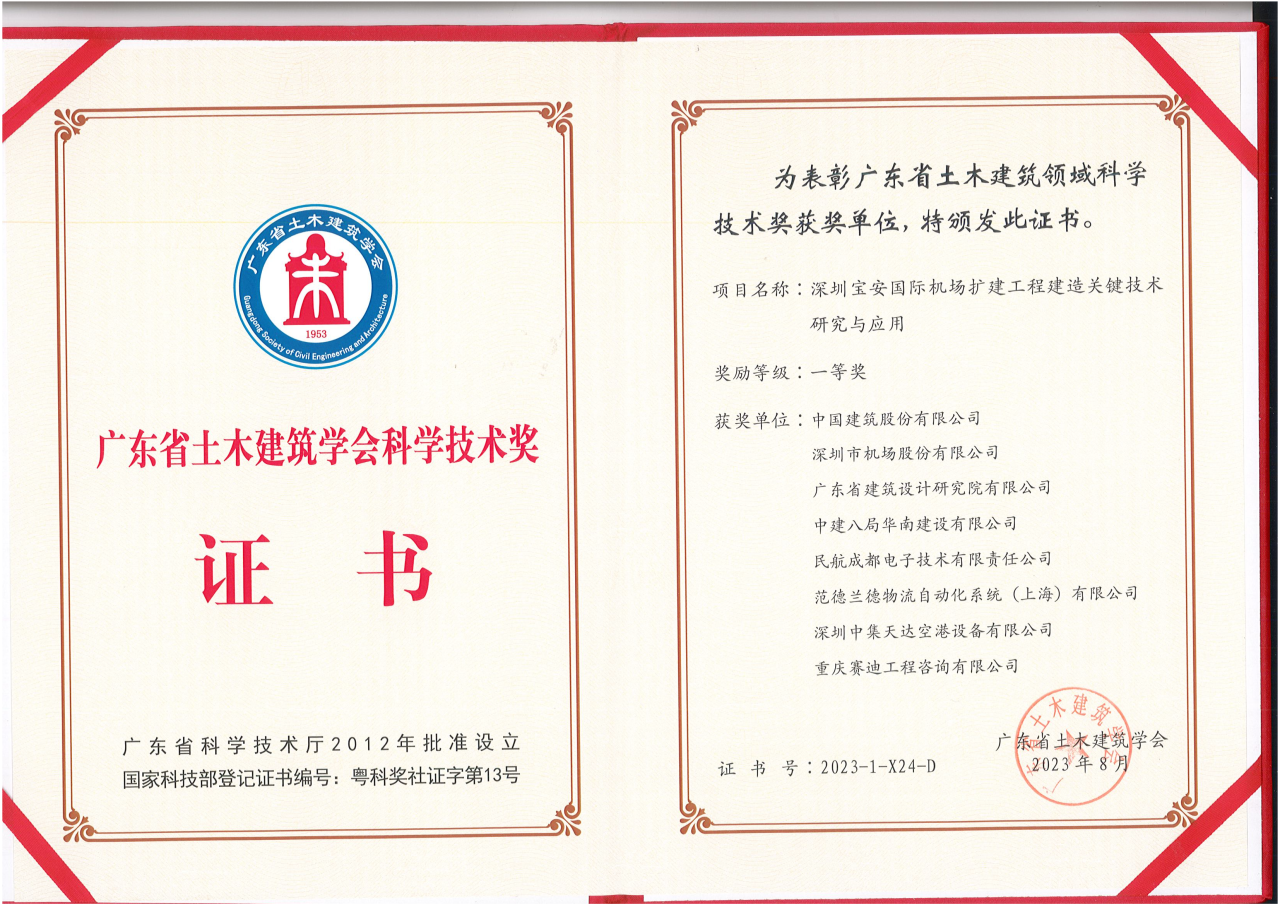 广东省土木建筑学会
1953
Guangdong Society of Civil Engineering and Architecture
广东省土木建筑学会科学技术奖
证 书
广东省科学技术厅2012年批准设立
国家科技部登记证书编号：粤科奖社证字第13号
为表彰广东省土木建筑领域科学
技术奖获奖单位，特颁发此证书。
项目名称：深圳宝安国际机场扩建工程建造关键技术
研究与应用
奖励等级：一等奖
获奖单位：中国建筑股份有限公司
深圳市机场股份有限公司
广东省建筑设计研究院有限公司
中建八局华南建设有限公司
民航成都电子技术有限责任公司
范德兰德物流自动化系统（上海）有限公司
深圳中集天达空港设备有限公司
重庆赛迪工程咨询有限公司
广东省土木建筑学会
广东省土木建筑学会
证 书 号：2023-1-X24-D
2023年8月